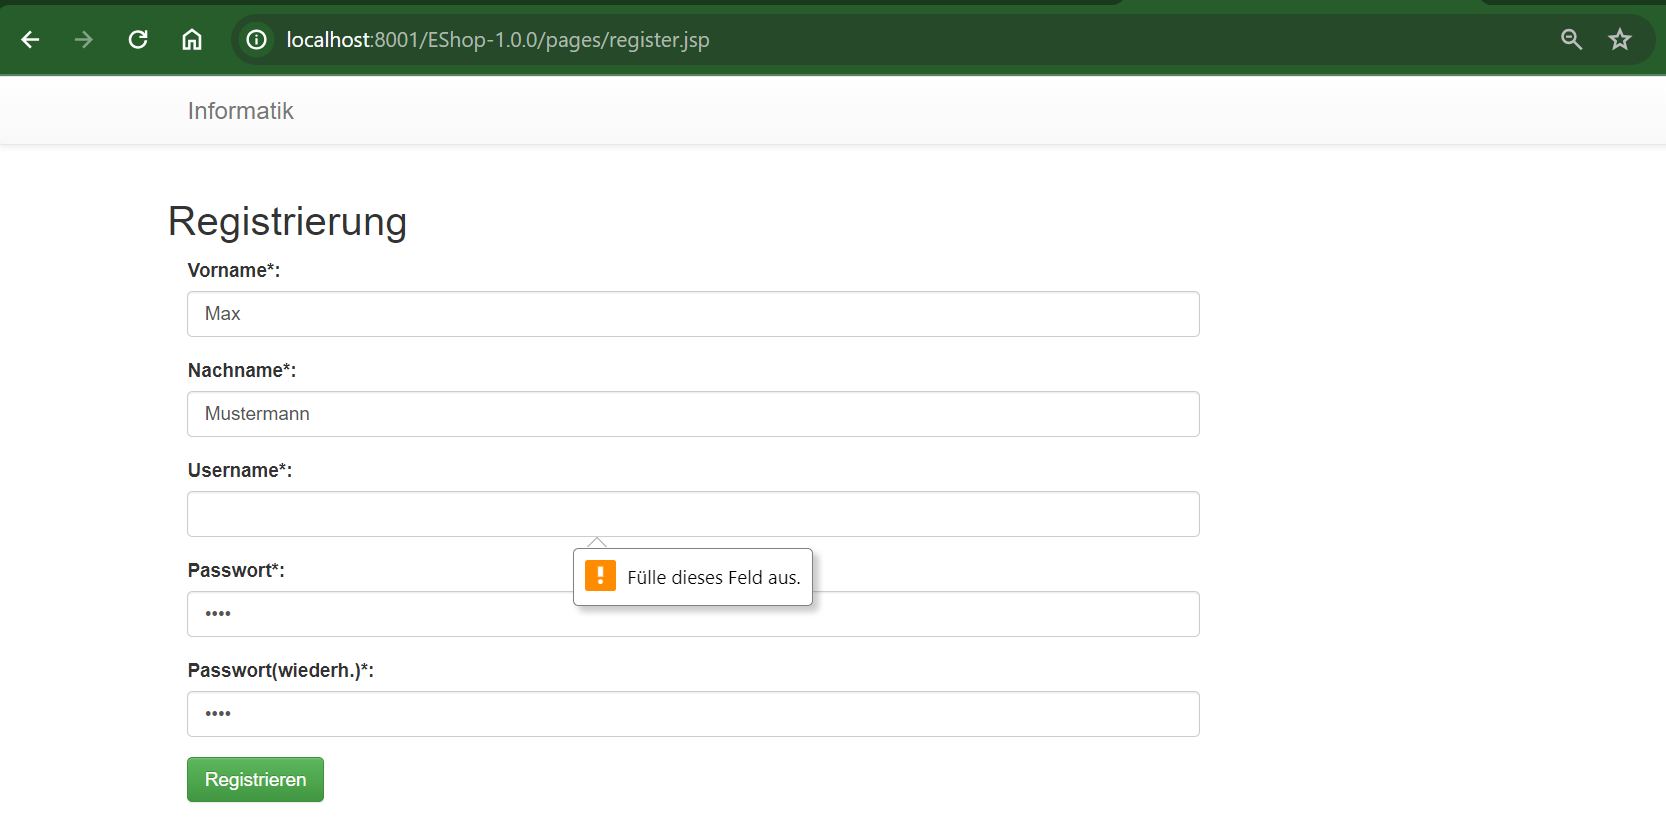 localhost:8001/EShop-1.0.0/pages/register.jsp
Informatik
Registrierung
Vorname*:
Max
Nachname*:
Mustermann
Username*:
Fülle dieses Feld aus.
Passwort*:
••••
Passwort(wiederh.)*:
••••
Registrieren